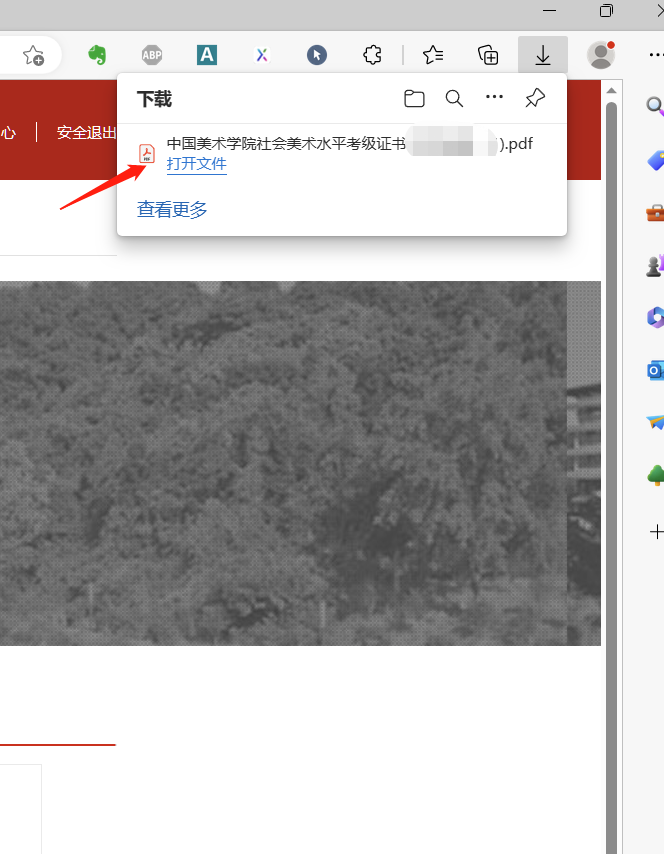 ABP
A
下载
心
安全退出
中国美术学院社会美术水平考级证书
).pdf
PDF
打开文件
查看更多